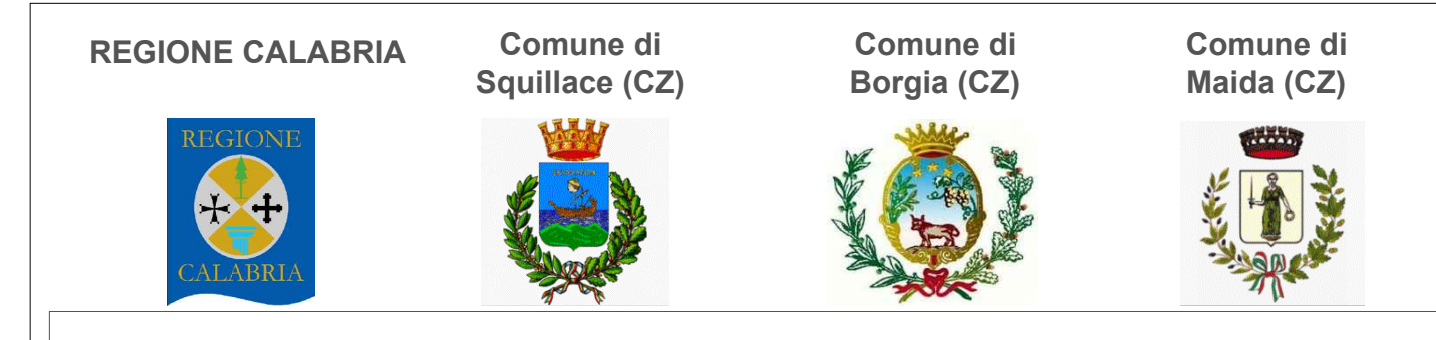 REGIONE CALABRIA
Comune di
Squillace (CZ)
Comune di
Borgia (CZ)
Comune di
Maida (CZ)
REGIONE
CALABRIA